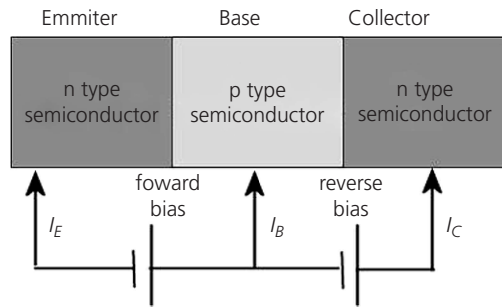 Emmiter Base Collector
n type semiconductor
p type semiconductor
n type semiconductor
foward bias
reverse bias
I_E
I_B
I_C